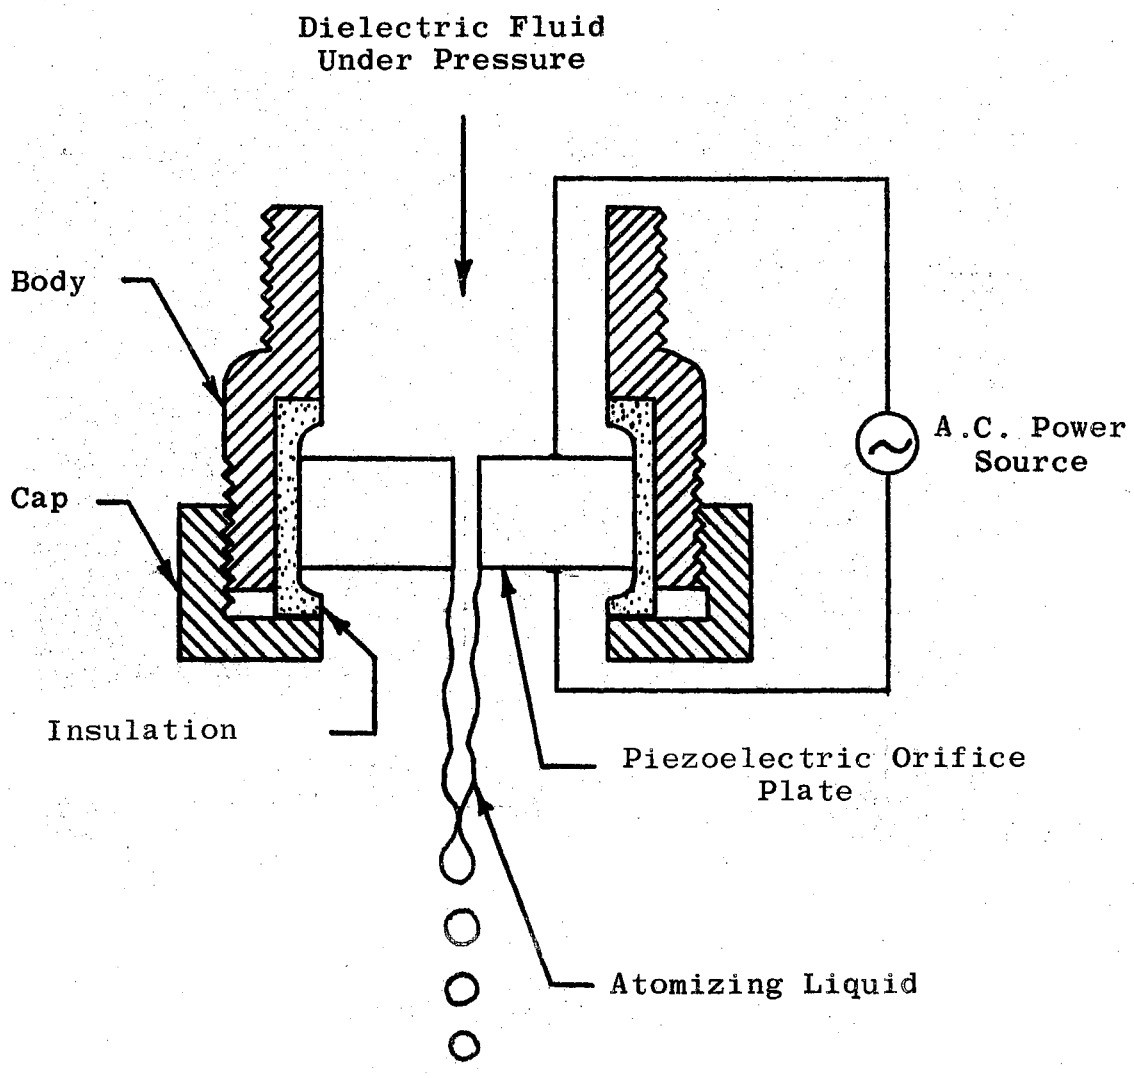 Dielectric Fluid
Under Pressure
Body
A.C. Power
Source
Cap
Insulation
Piezoelectric Orifice
Plate
Atomizing Liquid